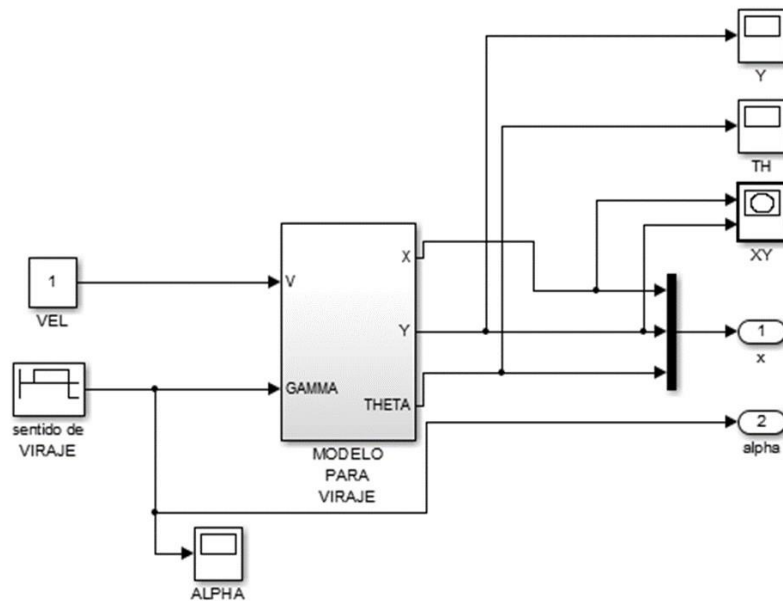 Y
TH
XY
1
VEL
V
X
Y
GAMMA
THETA
sentido de
VIRAJE
MODELO
PARA
VIRAJE
1
x
2
alpha
ALPHA